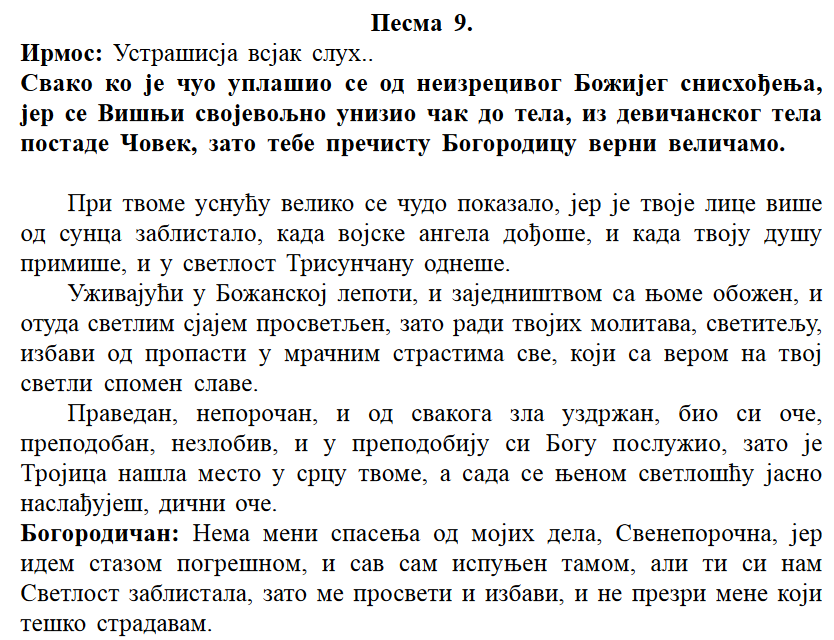 Песма 9.
Ирмос: Устрашисја всјак слух..
Свако ко је чуо уплашио се од неизрецивог Божијег снисхођења,
јер се Вишњи својевољно унизио чак до тела, из девичанског тела
постаде Човек, зато тебе пречисту Богородицу верни величамо.
При твоме уснућу велико се чудо показало, јер је твоје лице више
од сунца заблистало, када војске ангела дођоше, и када твоју душу
примише, и у светлост Трисунчану однеше.
Уживајући у Божанској лепоти, и заједништвом са њоме обожен, и
отуда светлим сјајем просветљен, зато ради твојих молитава, светитељу,
избави од пропасти у мрачним страстима све, који са вером на твој
светли спомен славе.
Праведан, непорочан, и од свакога зла уздржан, био си оче,
преподобан, незлобив, и у преподобију си Богу послужио, зато је
Тројица нашла место у срцу твоме, а сада се њеном светлошћу јасно
наслађујеш, дични оче.
Богородичан: Нема мени спасења од мојих дела, Свенепорочна, јер
идем стазом погрешном, и сав сам испуњен тамом, али ти си нам
Светлост заблистала, зато ме просвети и избави, и не презри мене који
тешко страдавам.